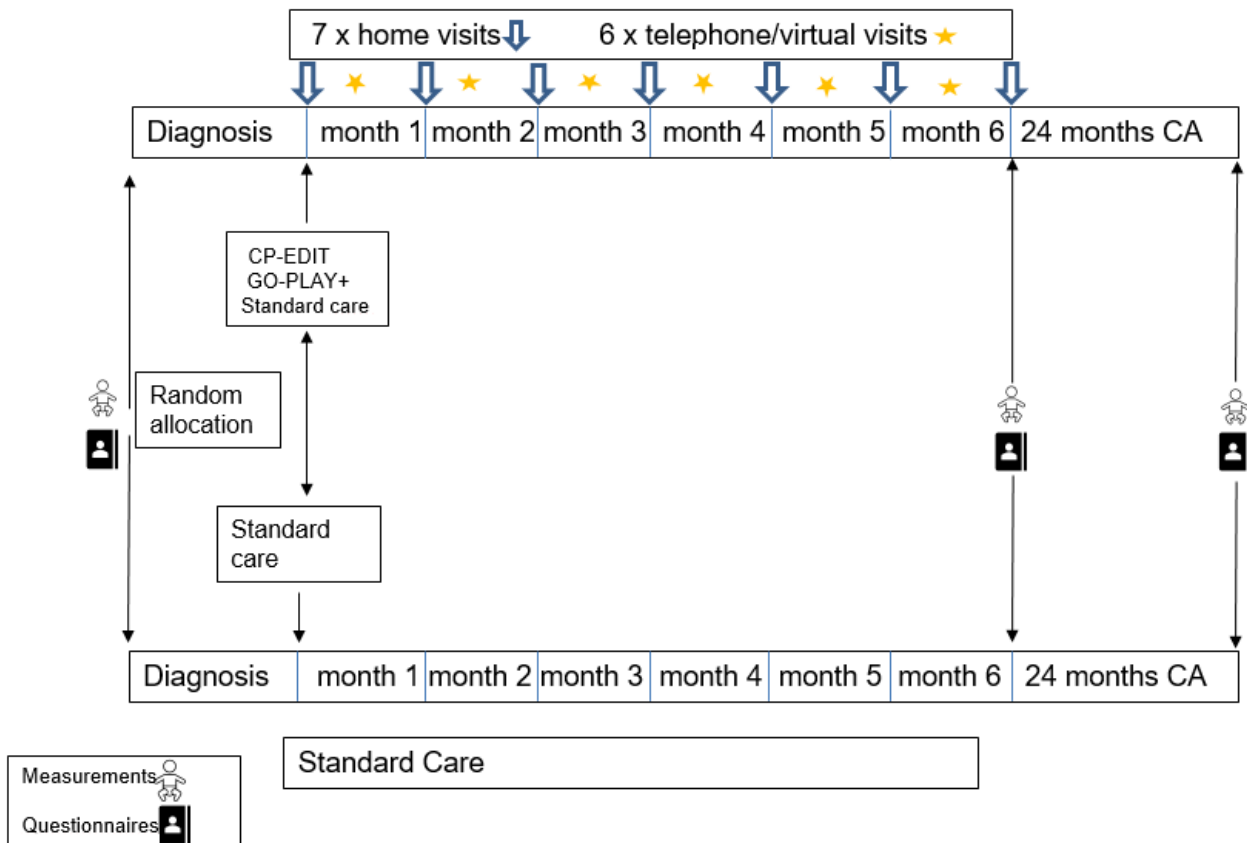 7 x home visits 6 x telephone/virtual visits
Diagnosis month 1 month 2 month 3 month 4 month 5 month 6 24 months CA
CP-EDIT
GO-PLAY+
Standard care
Random
allocation
Standard
care
Diagnosis month 1 month 2 month 3 month 4 month 5 month 6 24 months CA
Standard Care
Measurements
Questionnaires